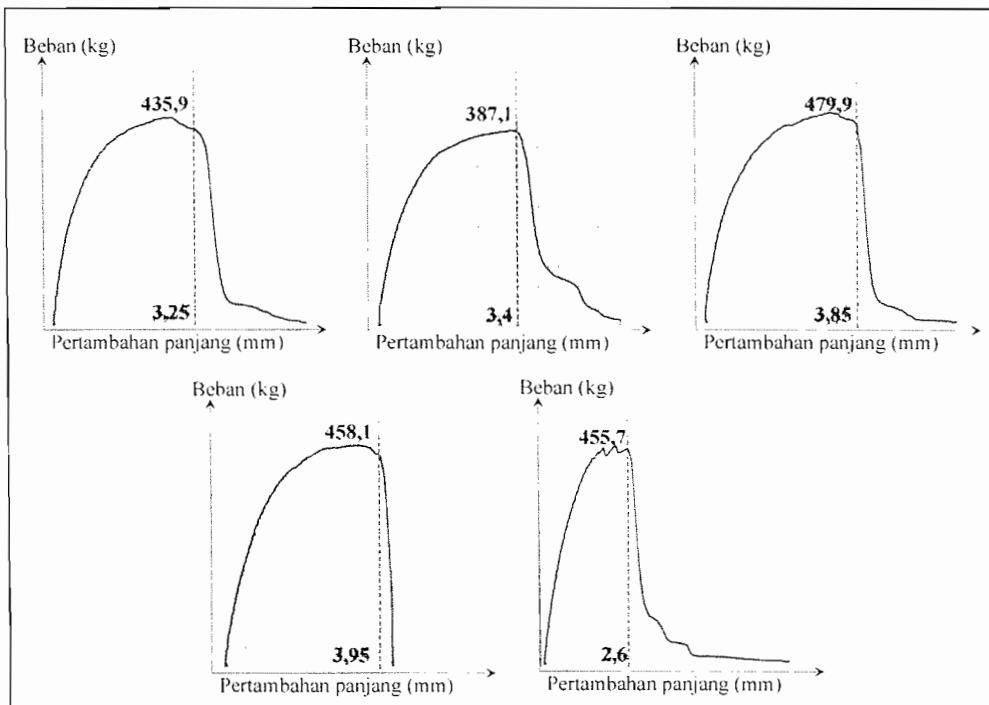 Beban (kg)
435,9
3,25
Pertambahan panjang (mm)
Beban (kg)
387,1
3,4
Pertambahan panjang (mm)
Beban (kg)
479,9
3,85
Pertambahan panjang (mm)
Beban (kg)
458,1
3,95
Pertambahan panjang (mm)
Beban (kg)
455,7
2,6
Pertambahan panjang (mm)